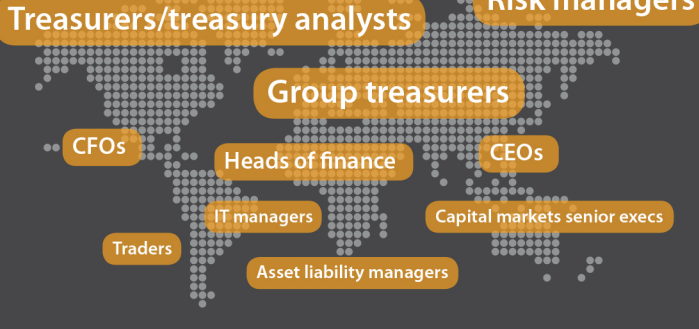 Risk managers
Treasurers/treasury analysts
Group treasurers
CFOs
Heads of finance
CEOs
IT managers
Capital markets senior execs
Traders
Asset liability managers